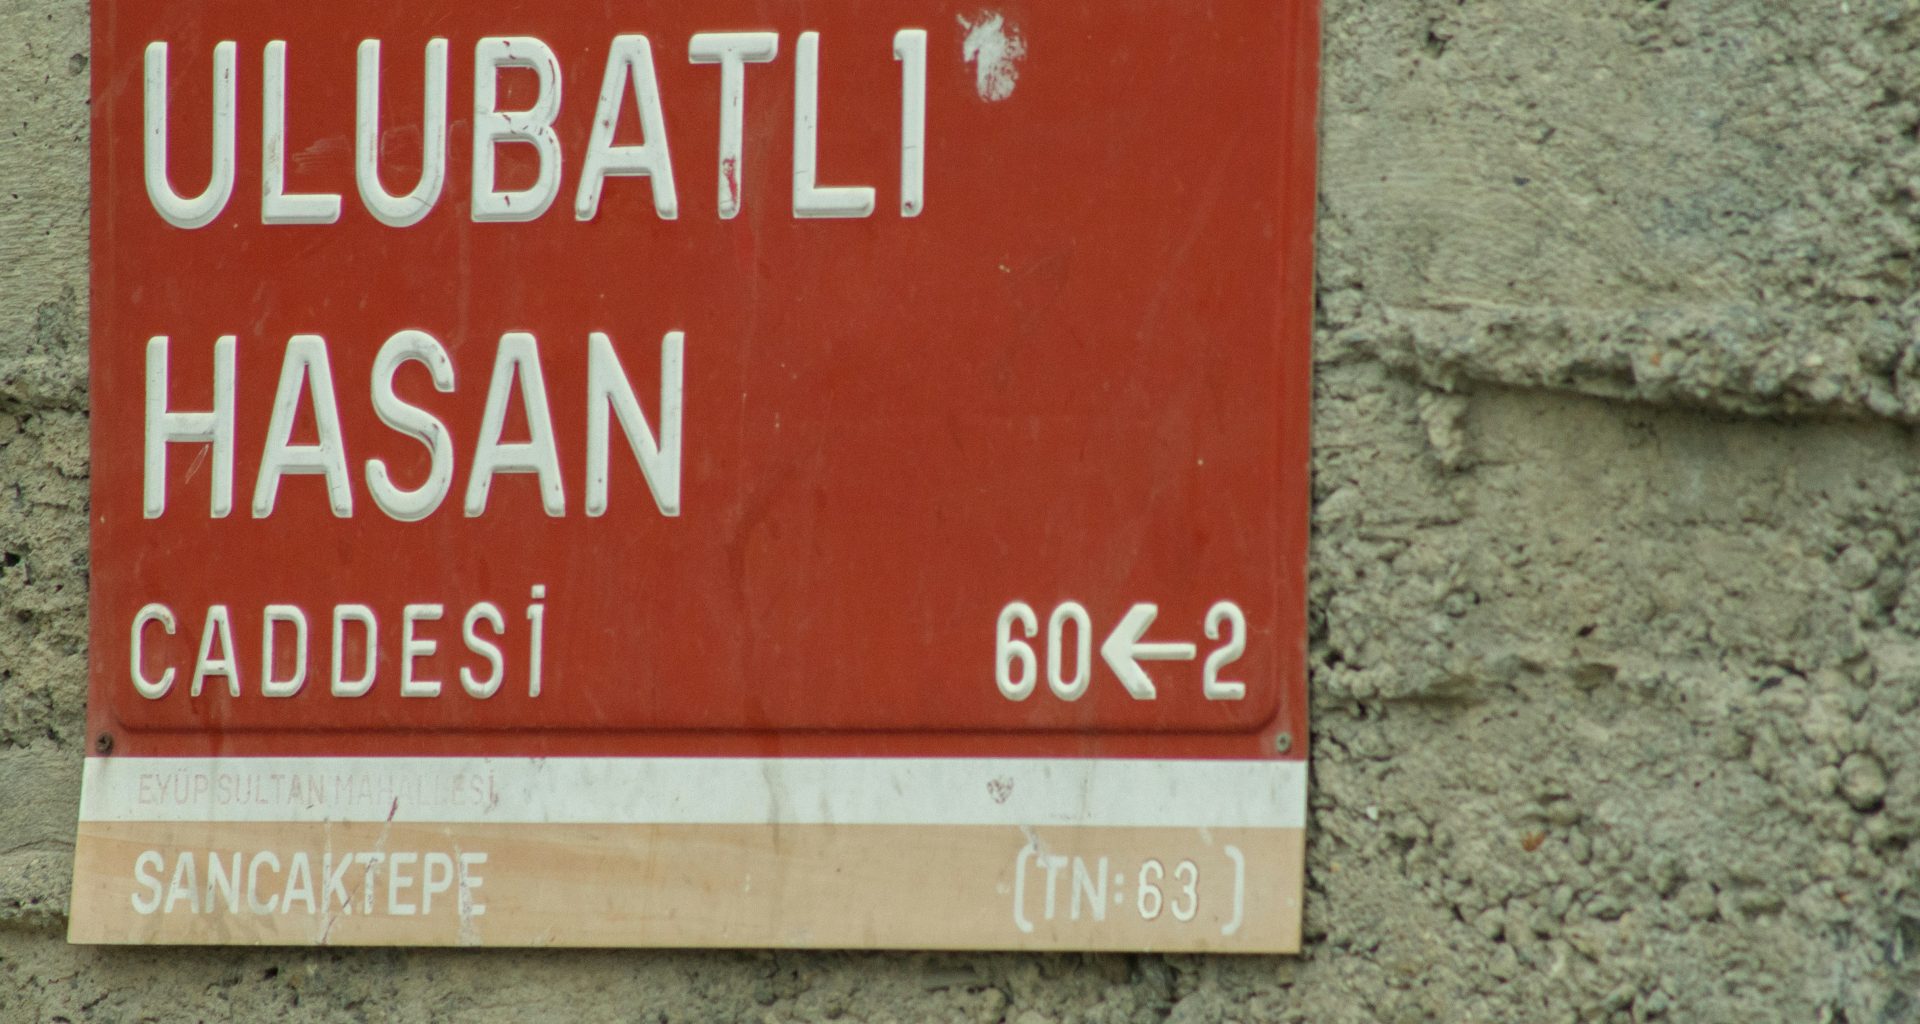 ULUBATLI
HASAN
CADDESİ 60←2
EYÜP SULTAN MAHALLESİ
SANCAKTEPE (TN:63)